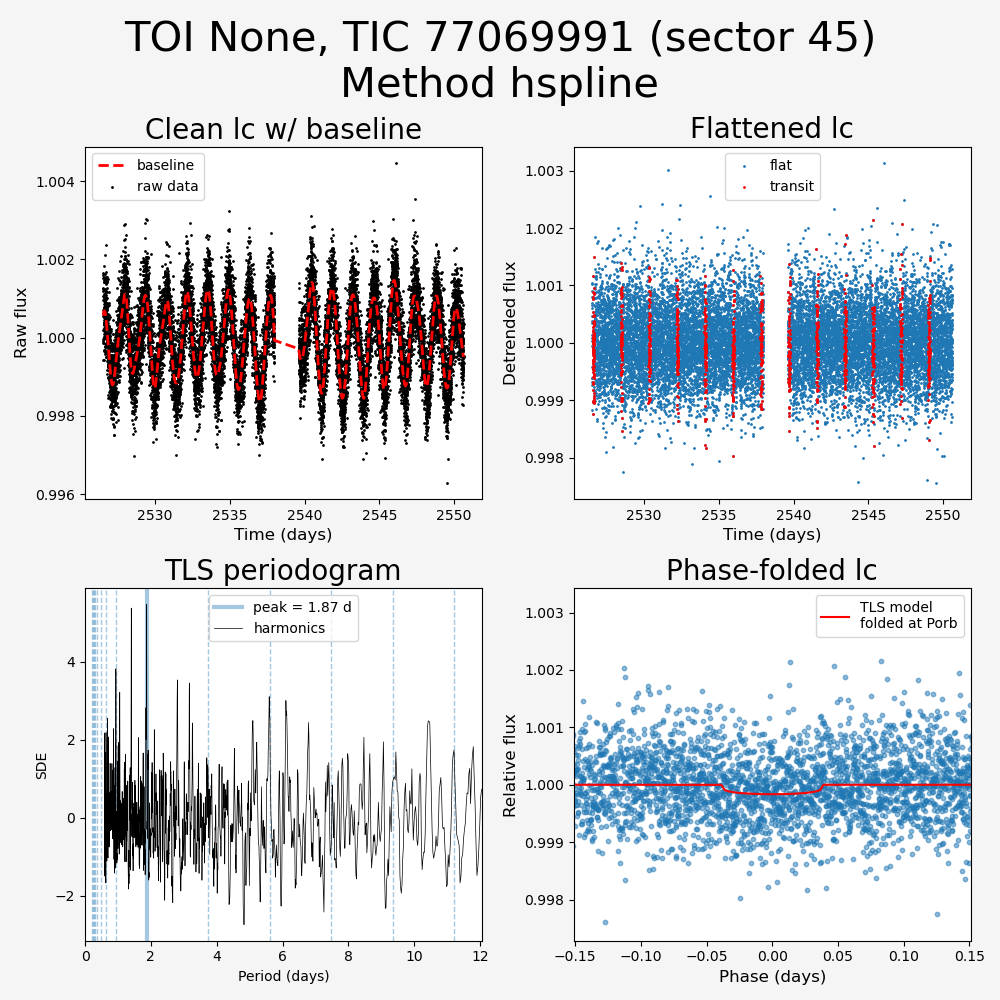 TOI None, TIC 77069991 (sector 45)
Method hspline
Clean lc w/ baseline
baseline
raw data
1.004
1.002
1.000
0.998
0.996
Raw flux
2530
2535
2540
2545
2550
Time (days)
Flattened lc
flat
transit
1.003
1.002
1.001
1.000
0.999
0.998
Detrended flux
2530
2535
2540
2545
2550
Time (days)
TLS periodogram
peak = 1.87 d
harmonics
4
2
0
−2
SDE
0
2
4
6
8
10
12
Period (days)
Phase-folded lc
TLS model
folded at Porb
1.003
1.002
1.001
1.000
0.999
0.998
Relative flux
−0.15
−0.10
−0.05
0.00
0.05
0.10
0.15
Phase (days)